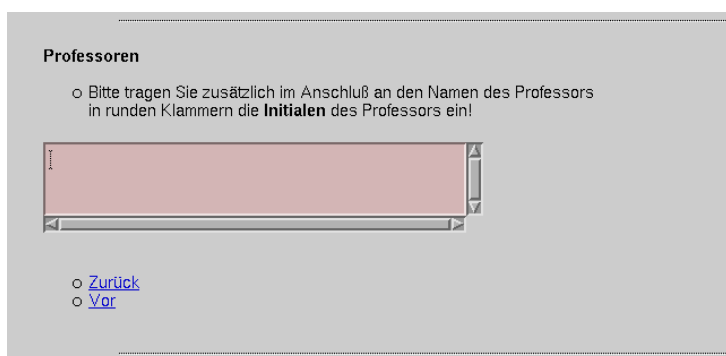 Professoren
Bitte tragen Sie zusätzlich im Anschluß an den Namen des Professors
in runden Klammern die Initialen des Professors ein!
Zurück
Vor